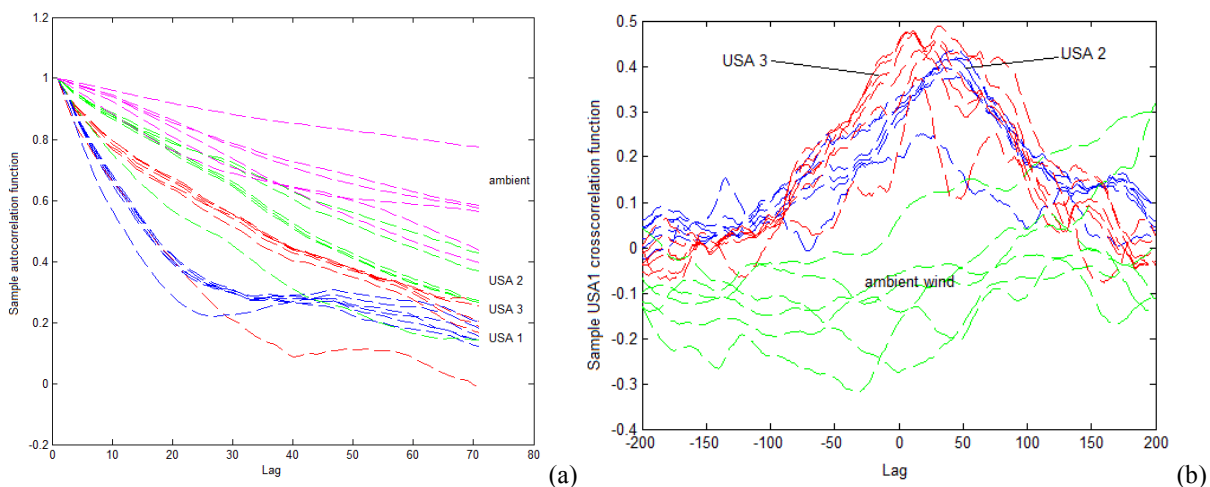 1.2
1
0.8
0.6
0.4
0.2
0
-0.2
0 10 20 30 40 50 60 70 80
Lag
Sample autocorrelation function
ambient
USA 2
USA 3
USA 1
(a)
0.5
0.4
0.3
0.2
0.1
0
-0.1
-0.2
-0.3
-0.4
-200 -150 -100 -50 0 50 100 150 200
Lag
Sample USA1 crosscorrelation function
USA 3
USA 2
ambient wind
(b)